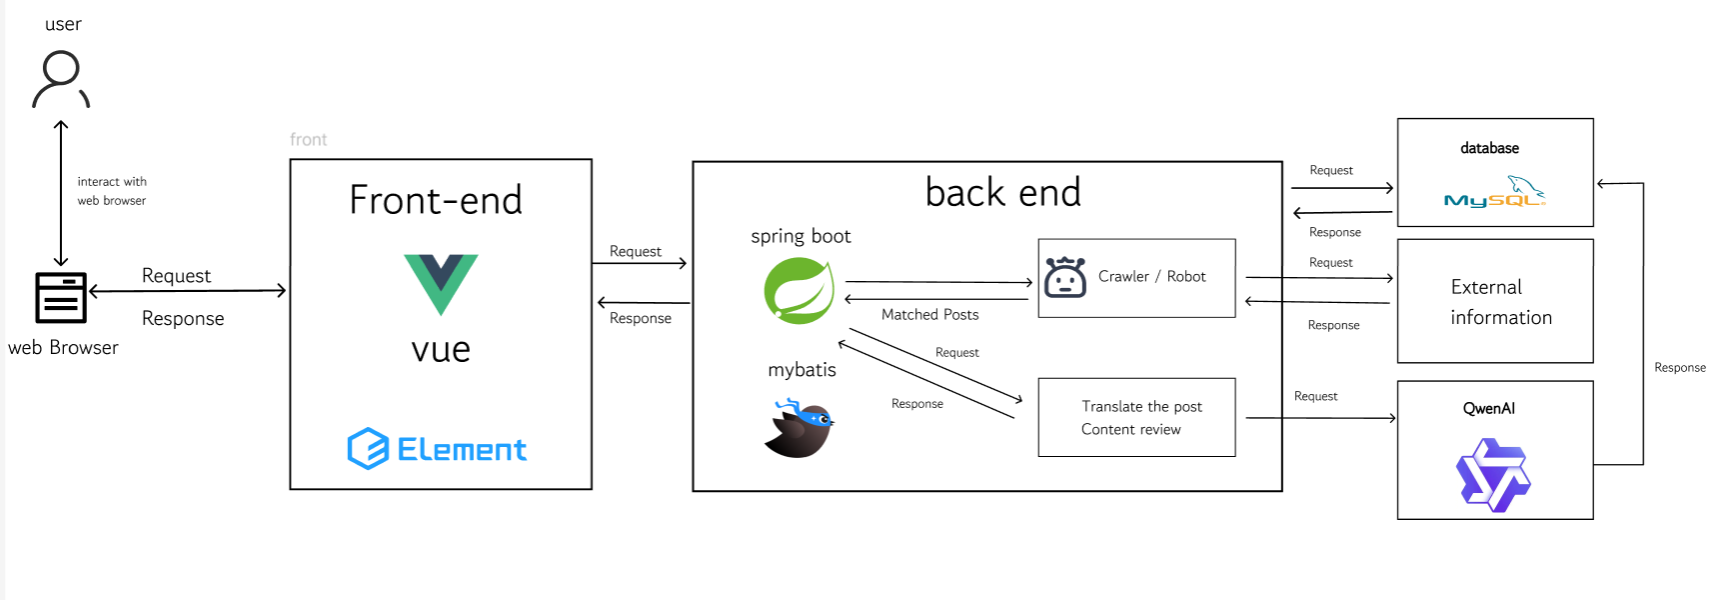 user
interact with
web browser
web Browser
Request
Response
front
Front-end
vue
Element
Request
Response
back end
spring boot
mybatis
Crawler / Robot
Matched Posts
Request
Response
Translate the post
Content review
Request
Response
Request
Response
Request
database
MySQL
External
information
QwenAI
Response